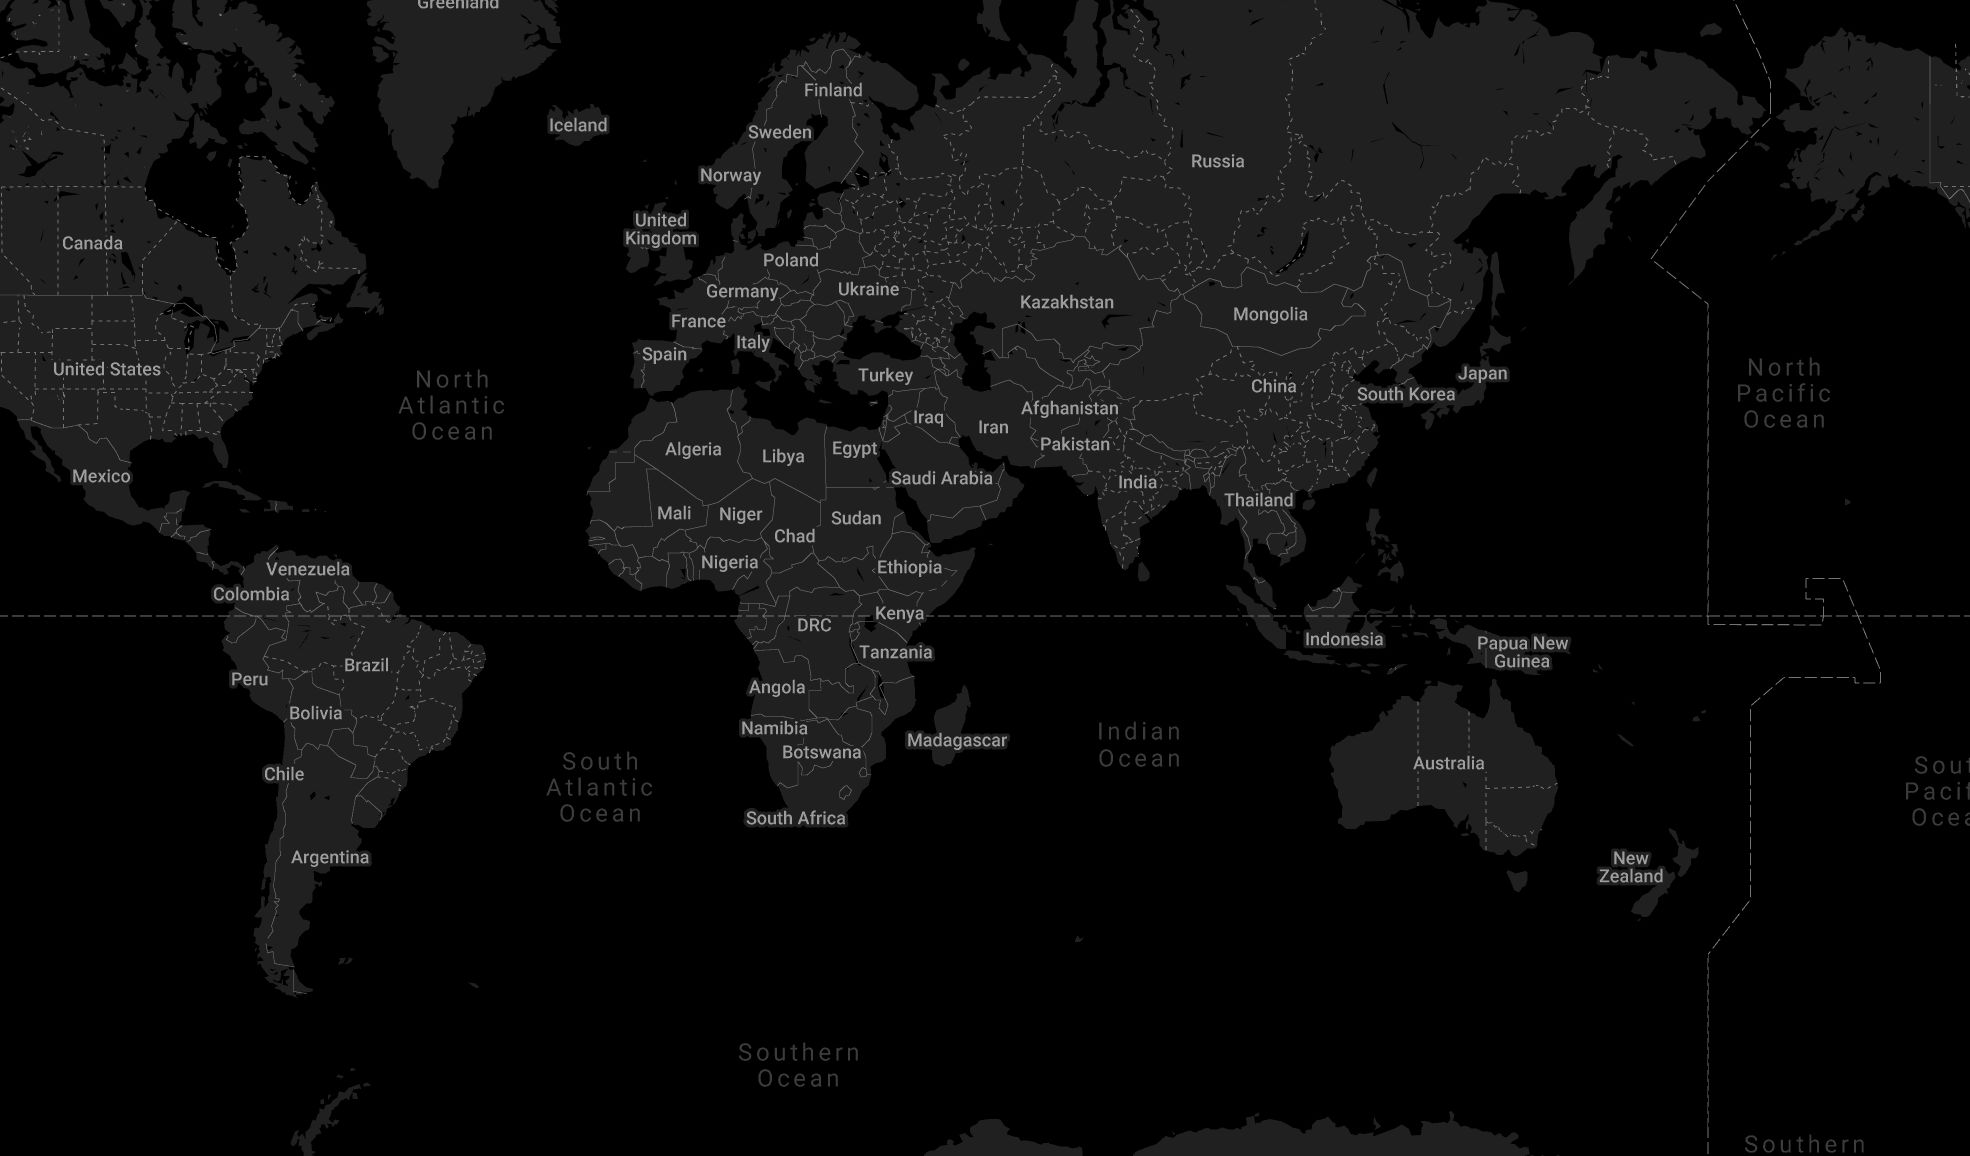 Greenland
Finland
Iceland
Sweden
Russia
Norway
United
Kingdom
Canada
Poland
Germany
Ukraine
Kazakhstan
Mongolia
France
Italy
Spain
United States
Turkey
China
Japan
South Korea
North
Atlantic
Ocean
North
Pacific
Ocean
Afghanistan
Iraq
Iran
Pakistan
Algeria
Libya
Egypt
Mexico
Saudi Arabia
India
Thailand
Mali
Niger
Sudan
Chad
Nigeria
Ethiopia
Venezuela
Colombia
Kenya
DRC
Indonesia
Papua New
Guinea
Tanzania
Brazil
Peru
Angola
Bolivia
Namibia
Botswana
Madagascar
Indian
Ocean
Australia
Chile
South
Atlantic
Ocean
Sout
Pacif
Ocea
South Africa
Argentina
New
Zealand
Southern
Ocean
Southern